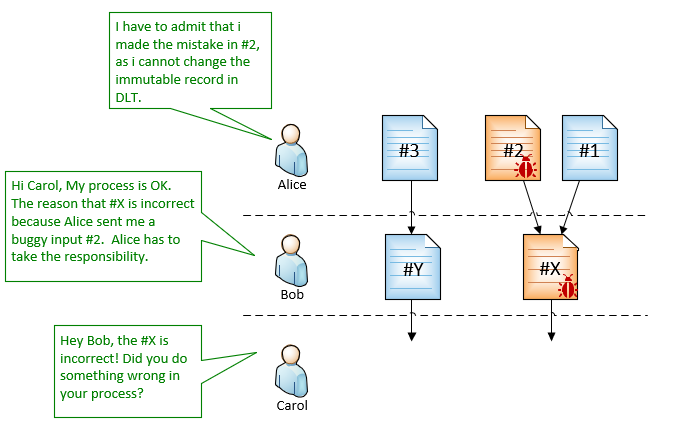 I have to admit that i
made the mistake in #2,
as i cannot change the
immutable record in
DLT.
#3
#2
#1
Alice
Hi Carol, My process is OK.
The reason that #X is incorrect
because Alice sent me a
buggy input #2.  Alice has to
take the responsibility.
#Y
#X
Bob
Hey Bob, the #X is
incorrect! Did you do
something wrong in
your process?
Carol